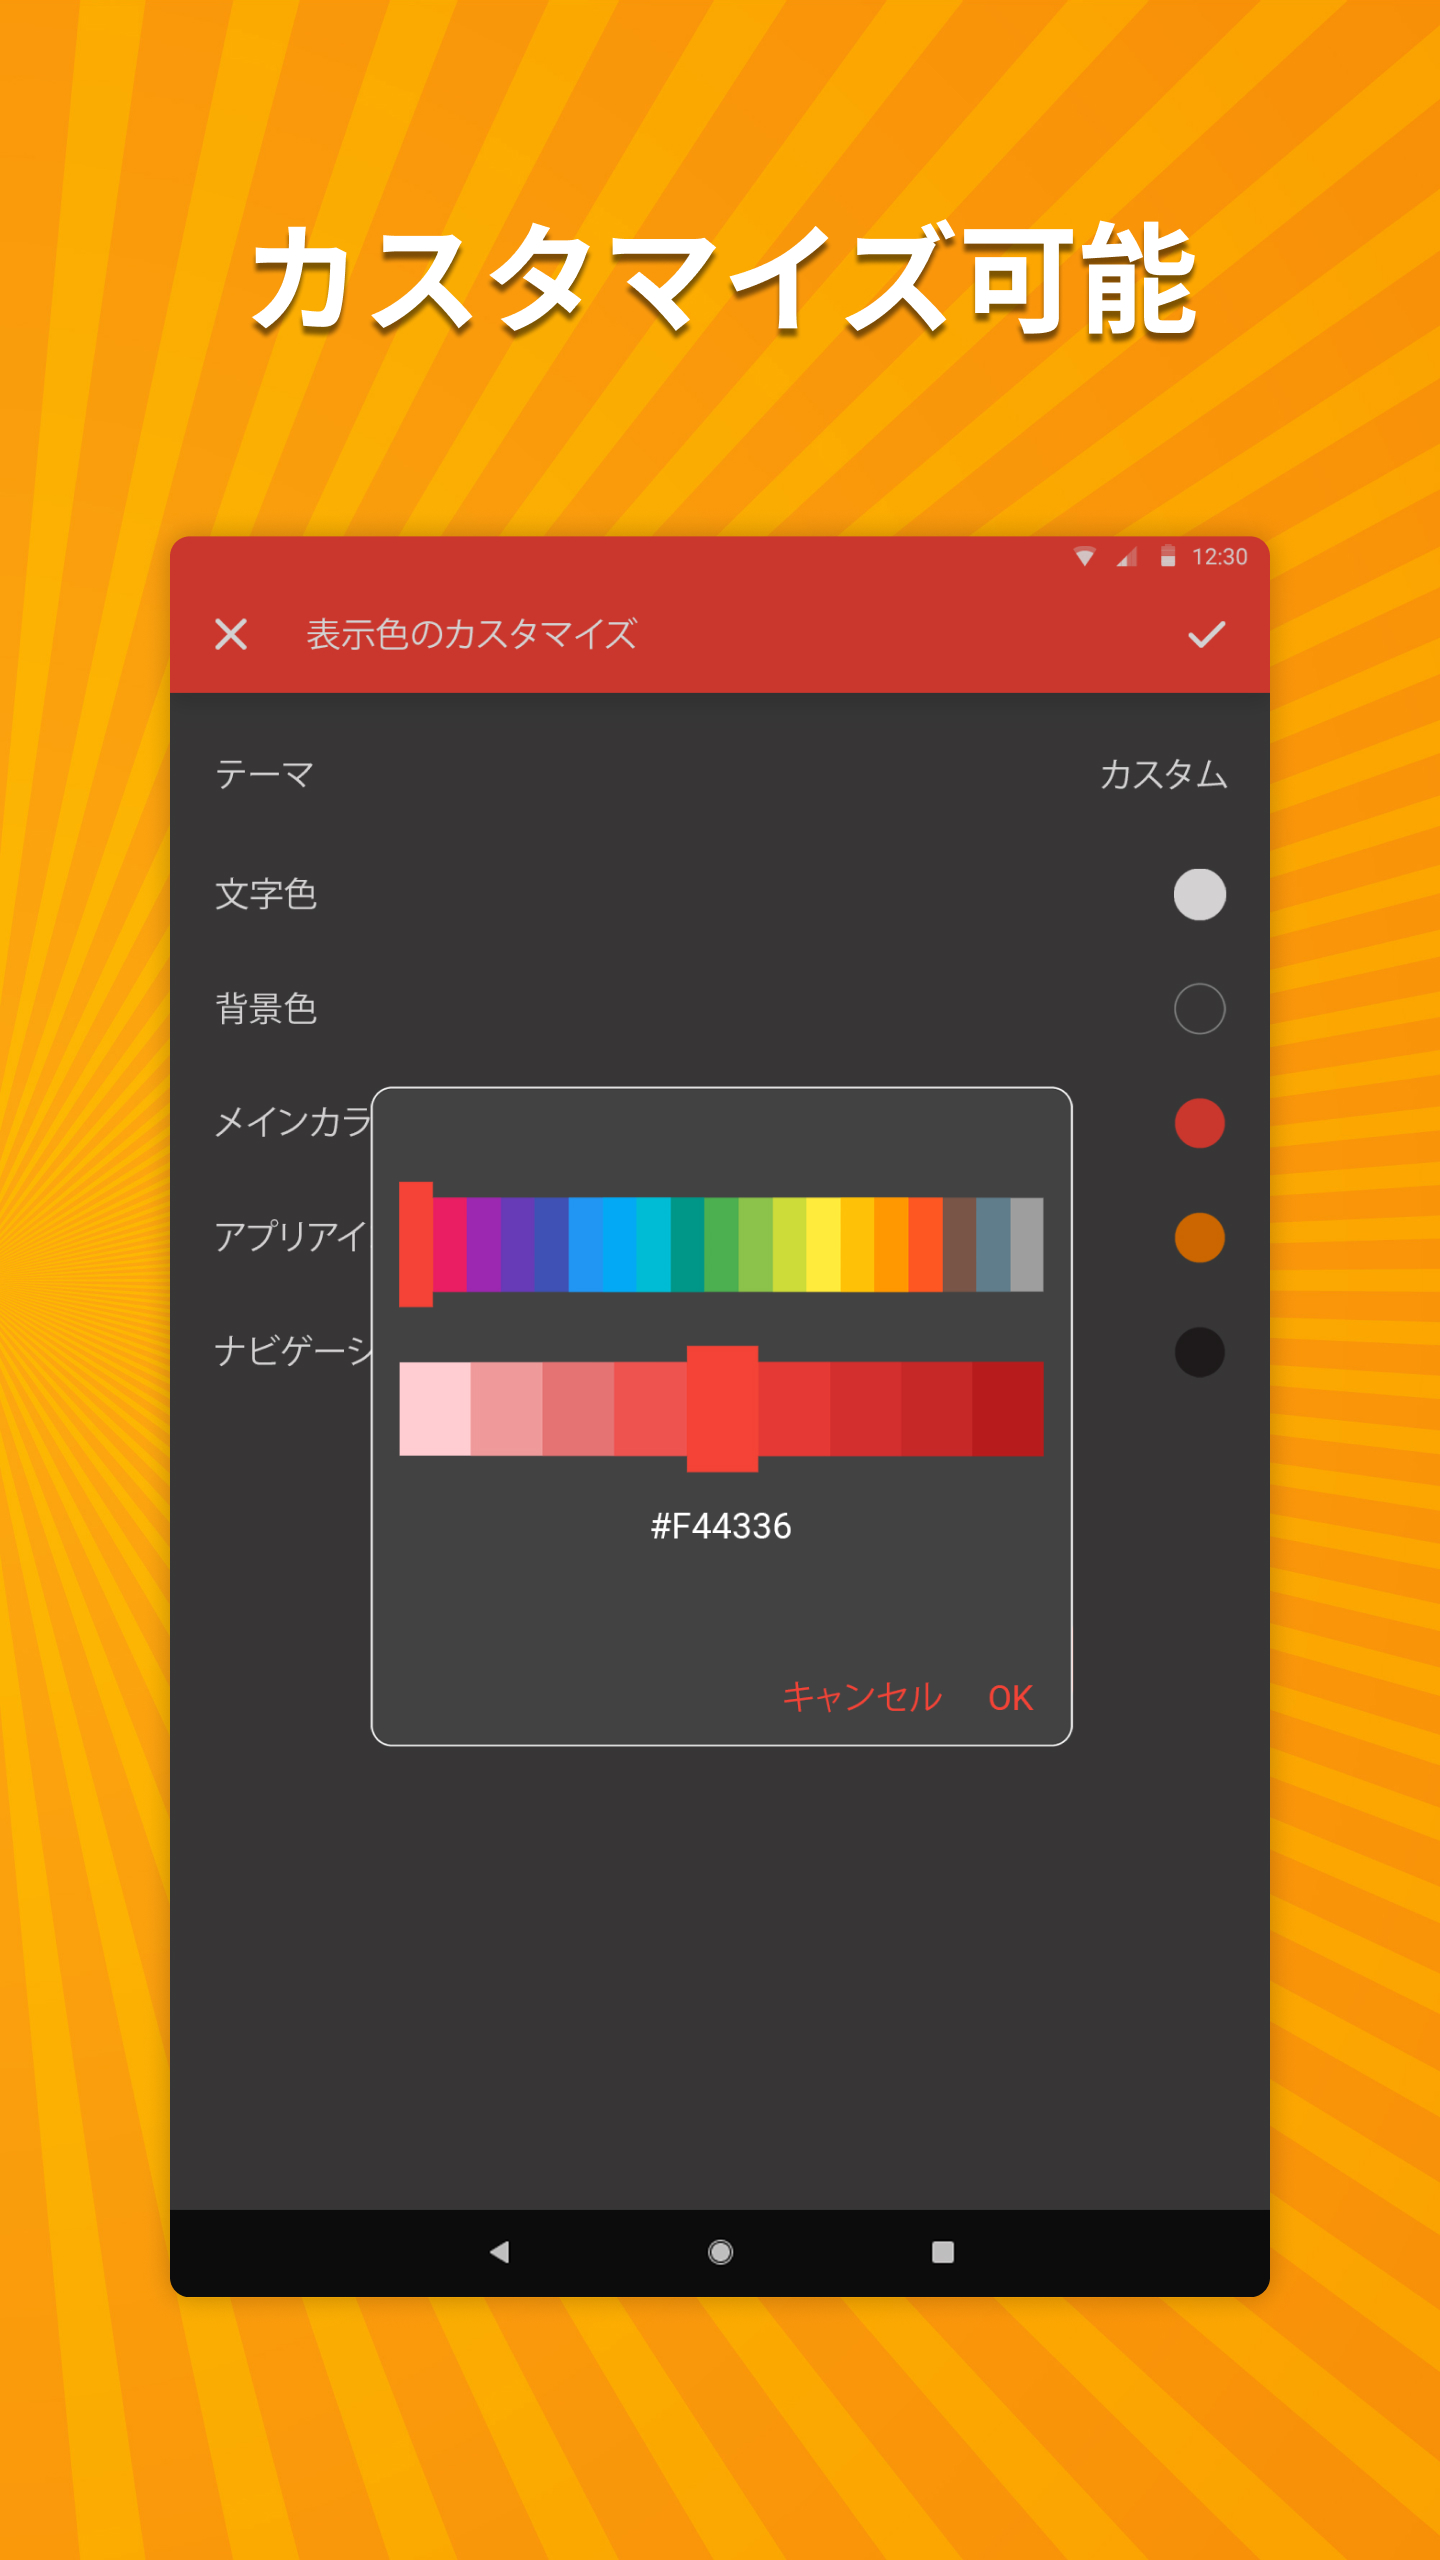 カスタマイズ可能
12:30
表示色のカスタマイズ
テーマ
カスタム
文字色
背景色
メインカラ
アプリアイ
ナビゲーシ
#F44336
キャンセル OK